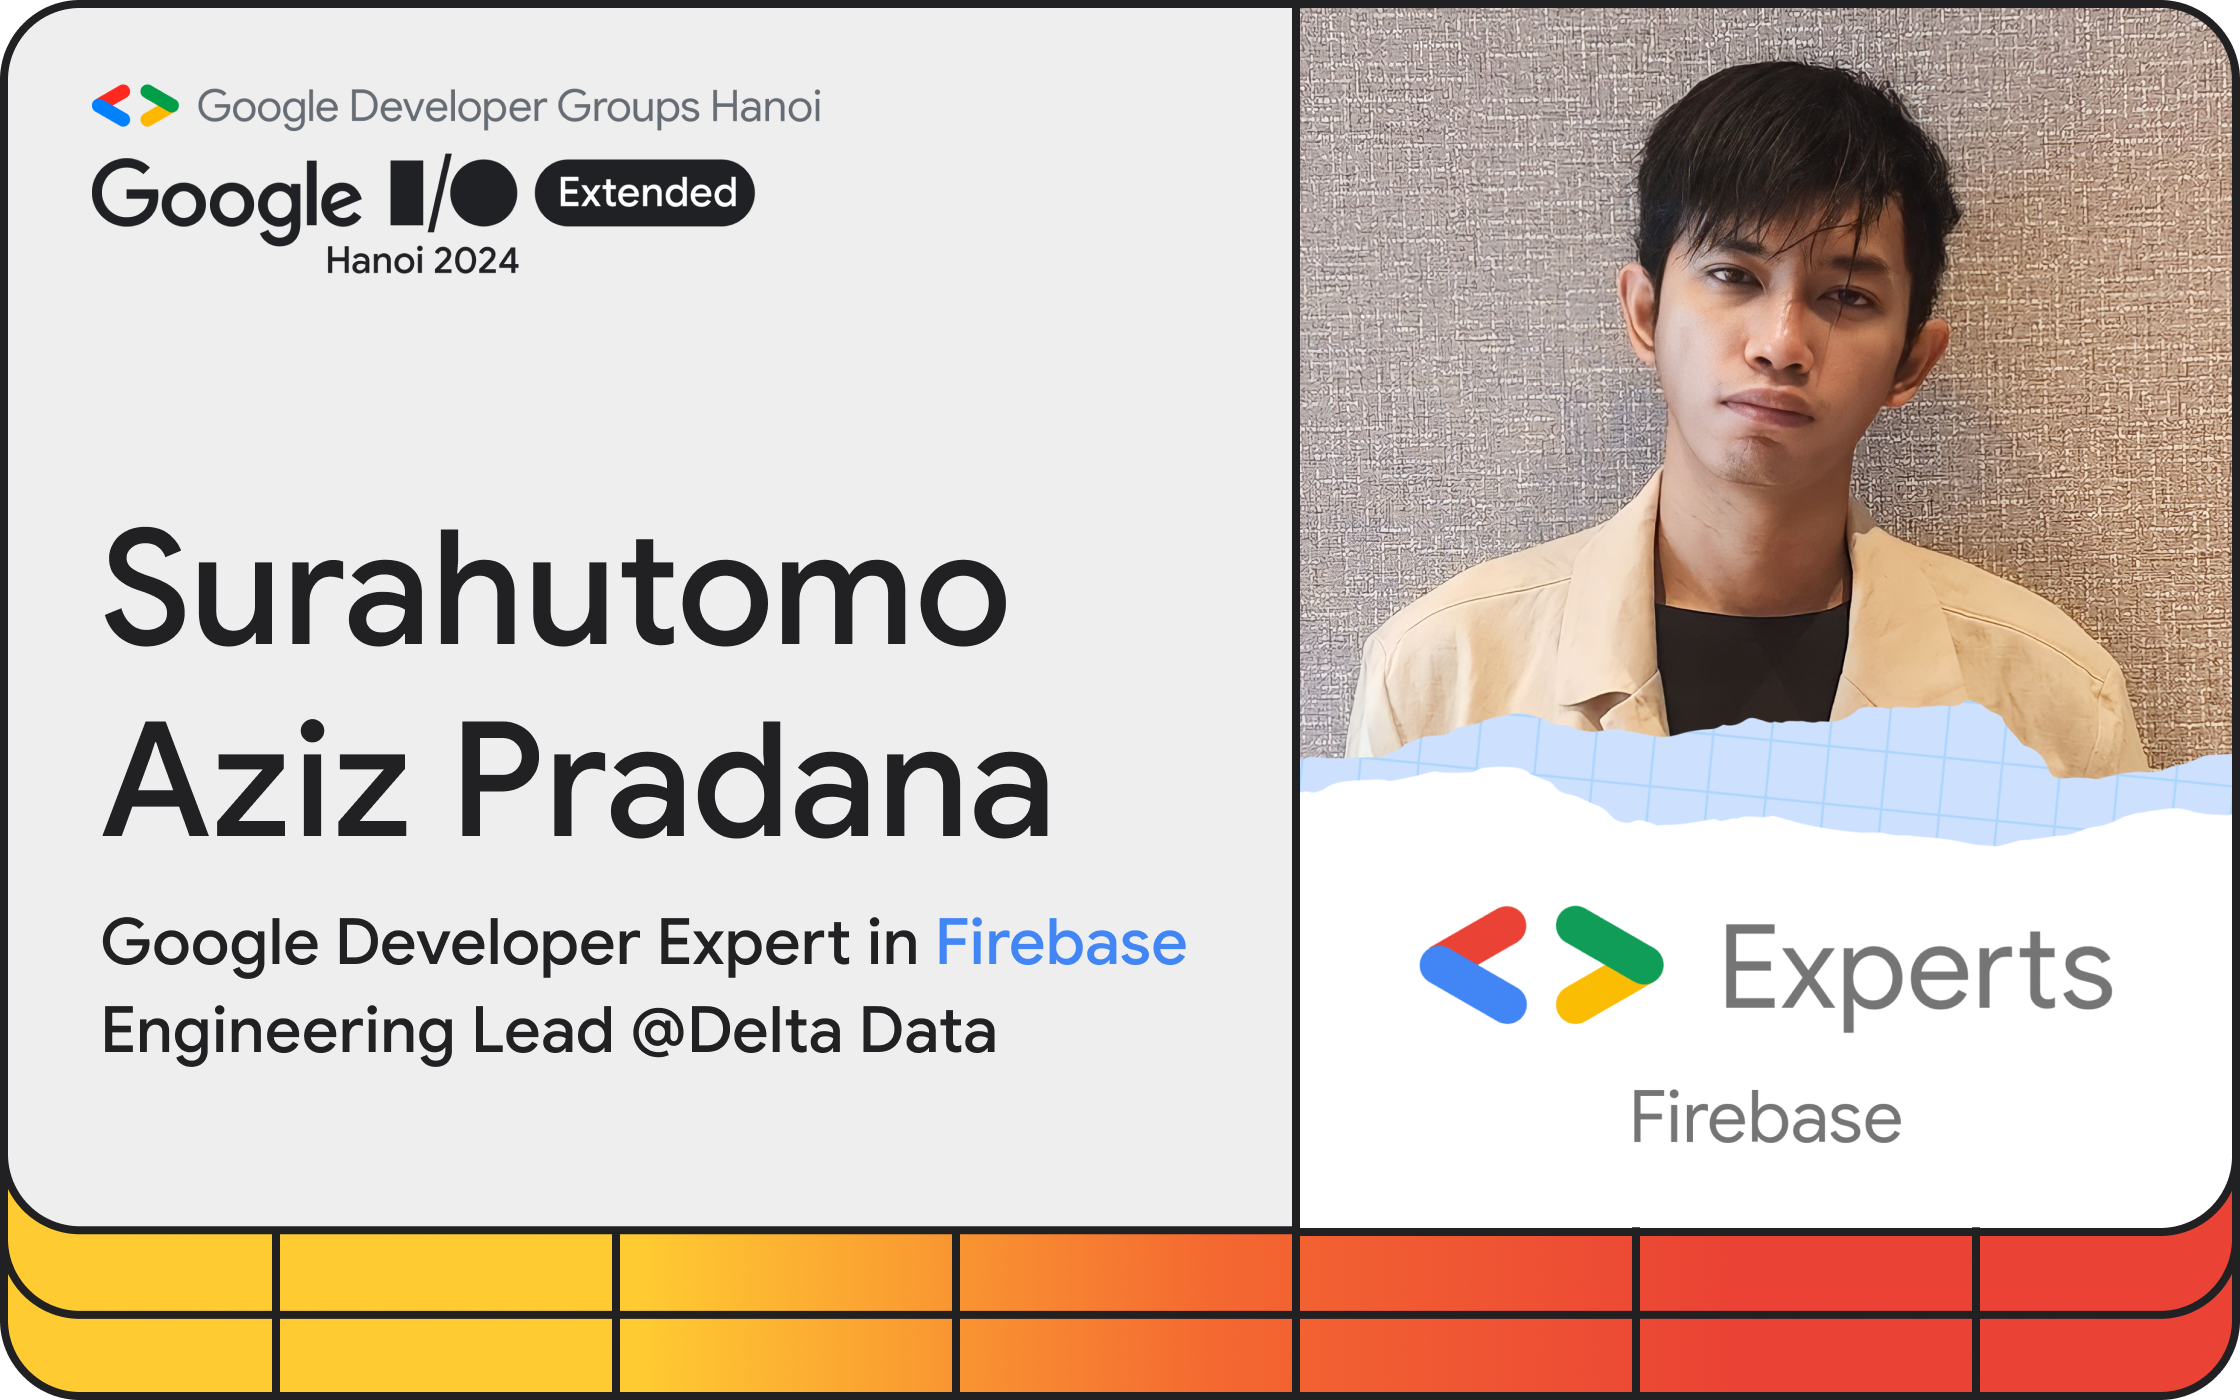 Google Developer Groups Hanoi
Google I/O Extended
Hanoi 2024
Surahutomo
Aziz Pradana
Google Developer Expert in Firebase
Engineering Lead @Delta Data
Experts
Firebase